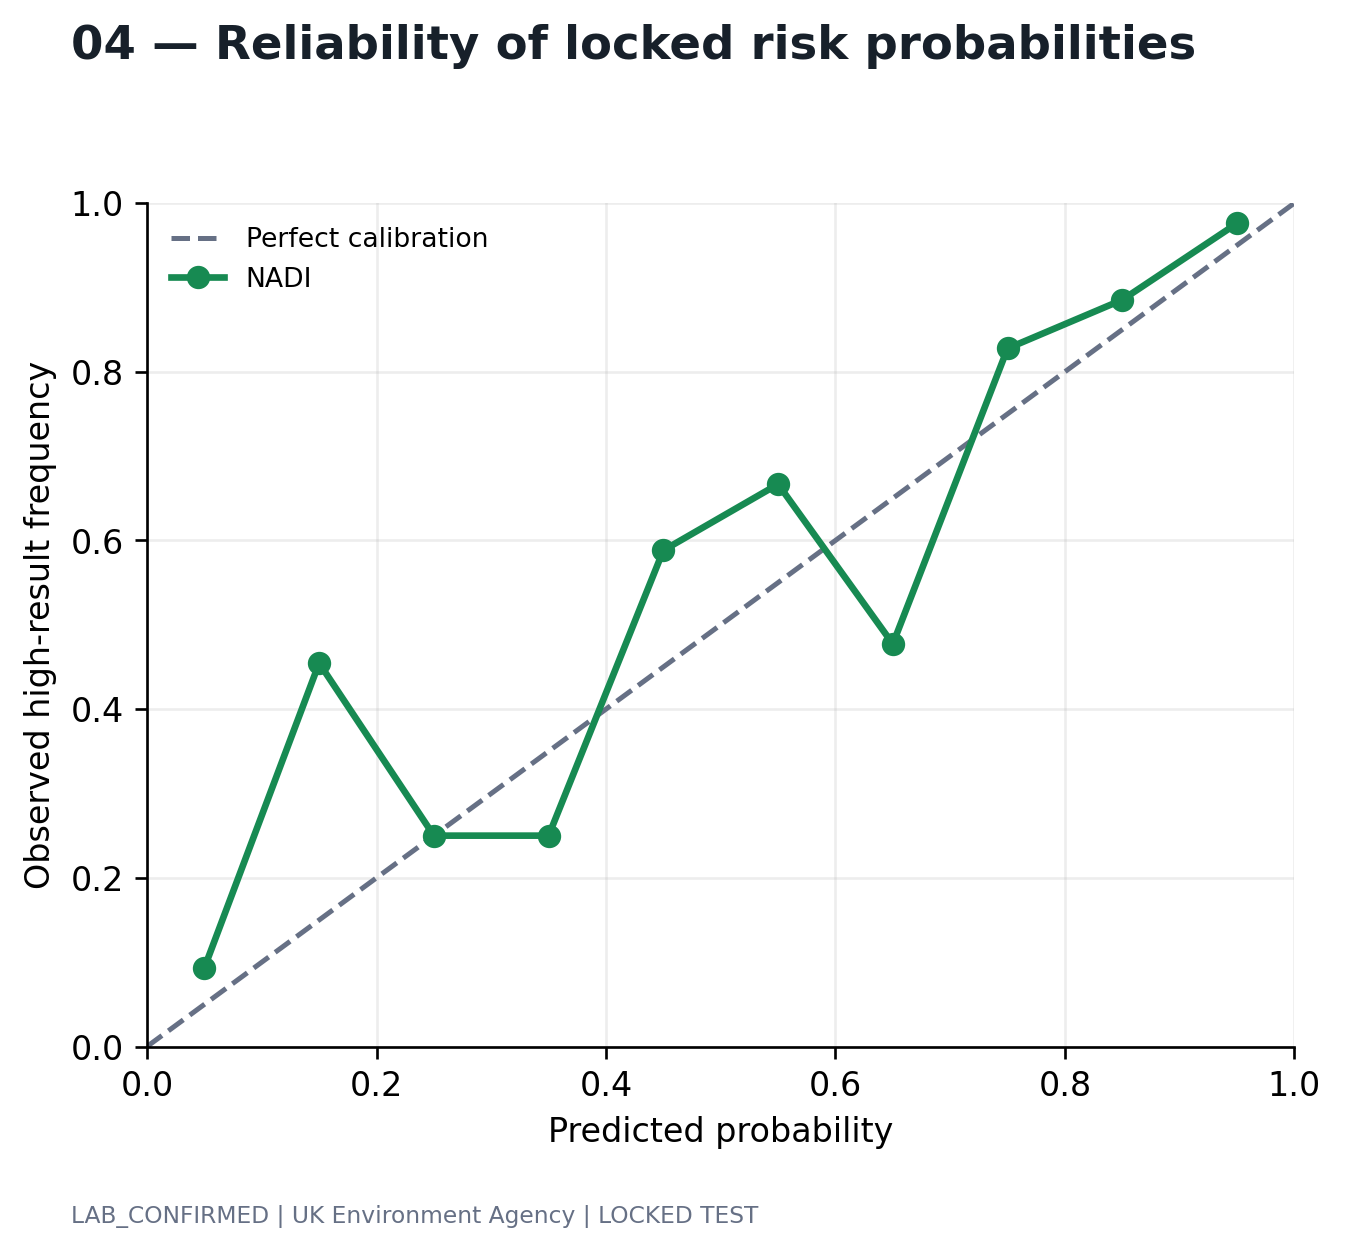 04 — Reliability of locked risk probabilities
1.0
0.8
0.6
0.4
0.2
0.0
Observed high-result frequency
Perfect calibration
NADI
0.0 0.2 0.4 0.6 0.8 1.0
Predicted probability
LAB_CONFIRMED | UK Environment Agency | LOCKED TEST